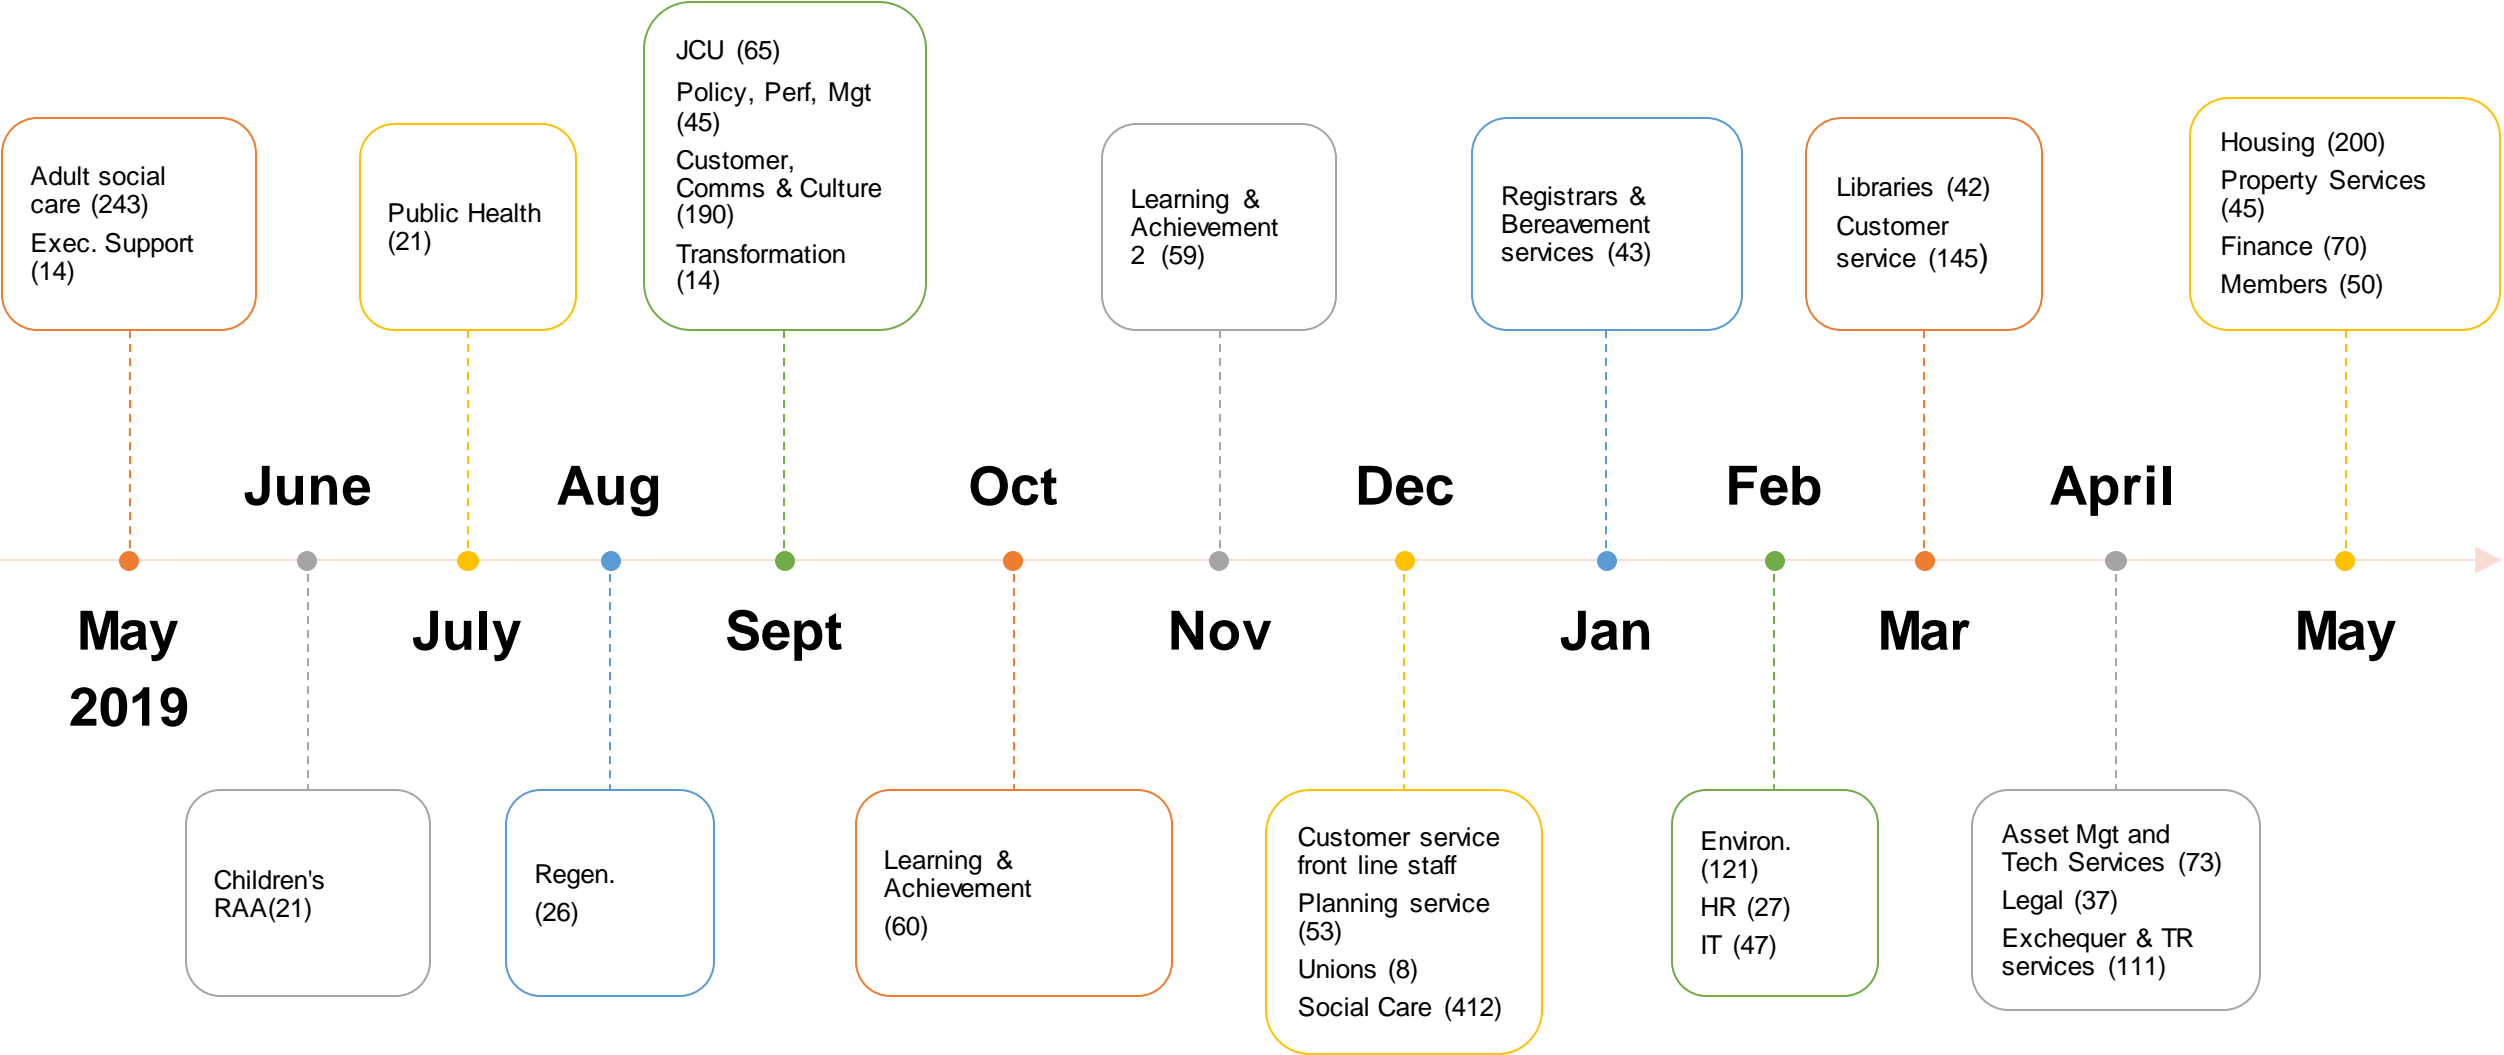 Adult social
care (243)
Exec. Support
(14)
Public Health
(21)
JCU (65)
Policy, Perf, Mgt
(45)
Customer,
Comms & Culture
(190)
Transformation
(14)
Learning &
Achievement
2 (59)
Registrars &
Bereavement
services (43)
Libraries (42)
Customer
service (145)
Housing (200)
Property Services
(45)
Finance (70)
Members (50)
June
Aug
Oct
Dec
Feb
April
May
2019
July
Sept
Nov
Jan
Mar
May
Children's
RAA(21)
Regen.
(26)
Learning &
Achievement
(60)
Customer service
front line staff
Planning service
(53)
Unions (8)
Social Care (412)
Environ.
(121)
HR (27)
IT (47)
Asset Mgt and
Tech Services (73)
Legal (37)
Exchequer & TR
services (111)